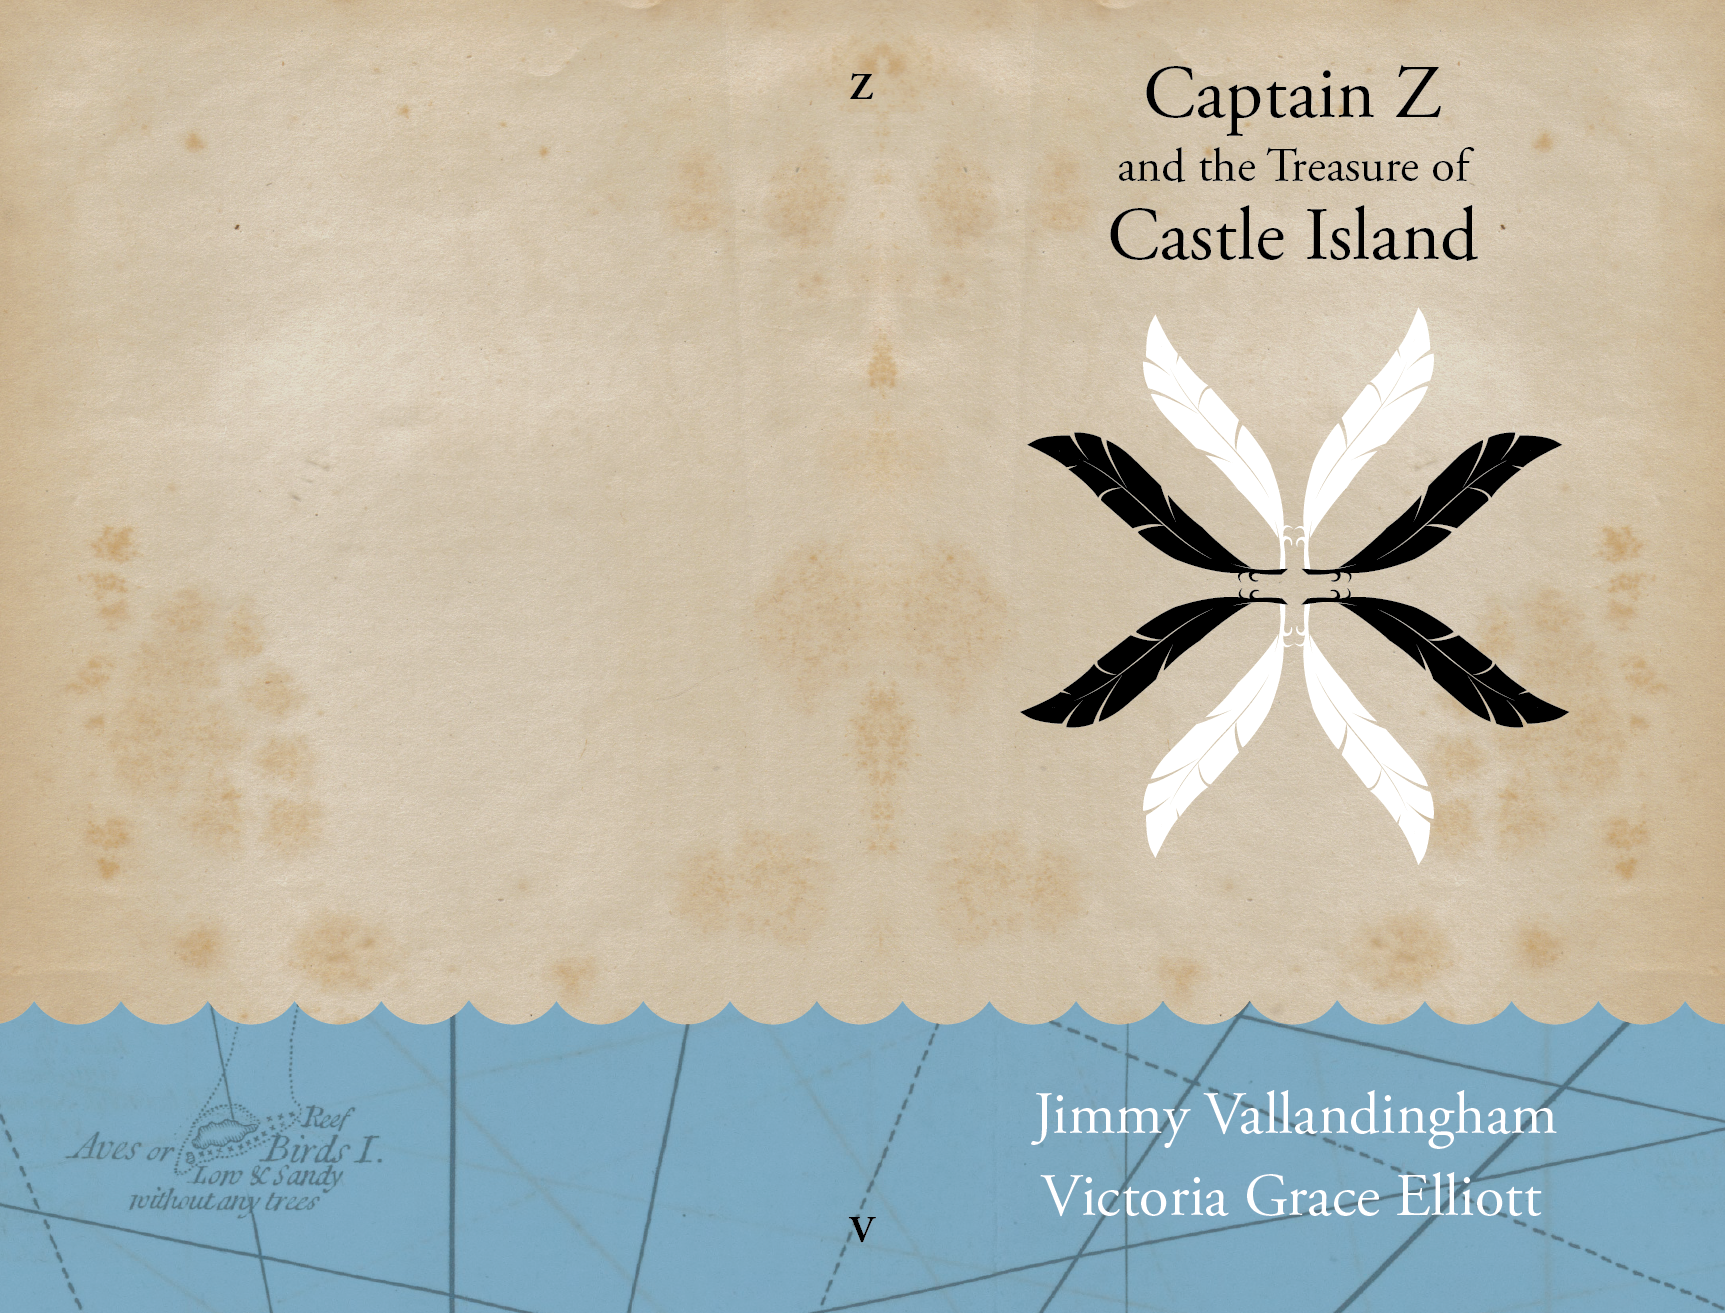 Z
Captain Z
and the Treasure of
Castle Island
Reef
Aves or Birds I.
Low & Sandy
without any trees
V
Jimmy Vallandingham
Victoria Grace Elliott